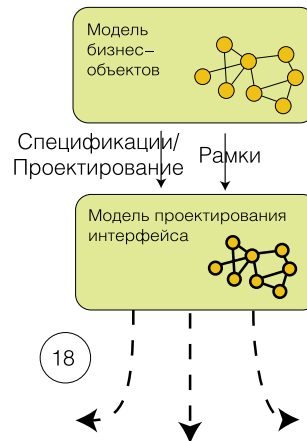 Модель
бизнес–
объектов
Спецификации/
Проектирование
Рамки
Модель проектирования
интерфейса
18